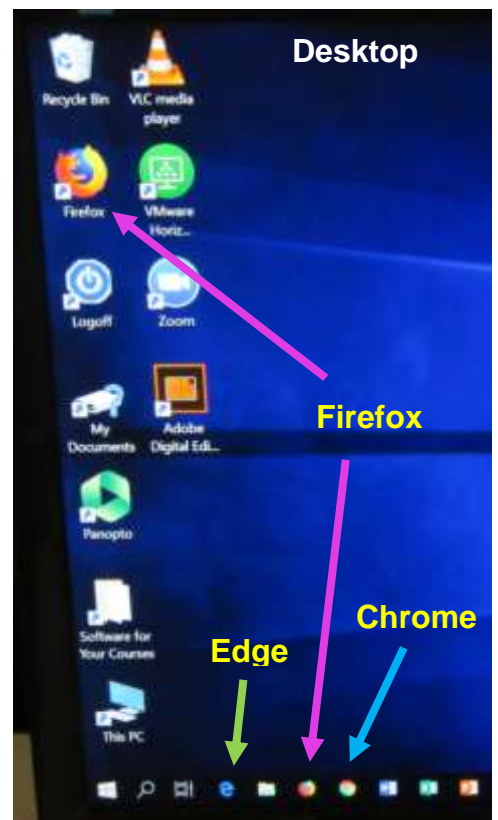 Desktop
Recycle Bin
VLC media
player
Firefox
VMware
Horiz...
Logoff
Zoom
Firefox
My
Documents
Adobe
Digital Edi...
Panopto
Chrome
Software for
Your Courses
Edge
This PC